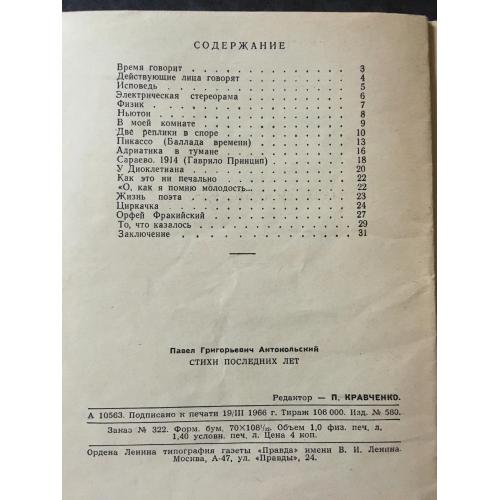 СОДЕРЖАНИЕ
Время говорит . . . . . . . . . . . 3
Действующие лица говорят . . . . . . . . 4
Исповедь . . . . . . . . . . . . . 5
Электрическая стереорама . . . . . . . . 6
Физик . . . . . . . . . . . . . . 7
Ньютон . . . . . . . . . . . . . . 8
В моей комнате . . . . . . . . . . . 9
Две реплики в споре . . . . . . . . . . 10
Пикассо (Баллада времени) . . . . . . . . 13
Адриатика в тумане . . . . . . . . . . 16
Сараево. 1914 (Гаврило Принцип) . . . . . . 18
У Диоклетиана . . . . . . . . . . . 20
Как это ни печально . . . . . . . . . . 22
«О, как я помню молодость... . . . . . . . 22
Жизнь поэта . . . . . . . . . . . . 23
Циркачка . . . . . . . . . . . . . 24
Орфей Фракийский . . . . . . . . . . 27
То, что казалось . . . . . . . . . . . 29
Заключение . . . . . . . . . . . . 31
Павел Григорьевич Антокольский
СТИХИ ПОСЛЕДНИХ ЛЕТ
Редактор — П. КРАВЧЕНКО.
А 10563. Подписано к печати 19/III 1966 г. Тираж 106 000. Изд. № 580.
Заказ № 322. Форм. бум. 70×108¹/₃₂. Объем 1,0 физ. печ. л.
1,40 условн. печ. л. Цена 4 коп.
Ордена Ленина типография газеты «Правда» имени В. И. Ленина.
Москва, А-47, ул. «Правды», 24.